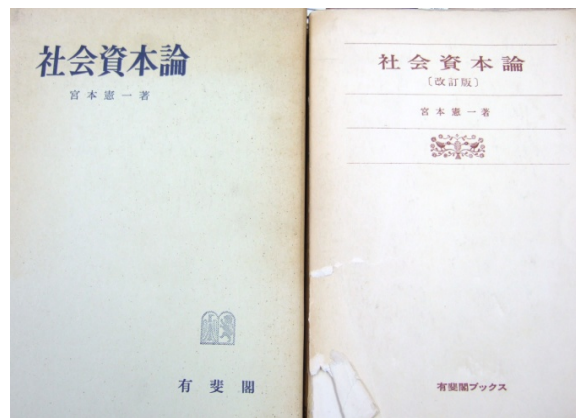 社会資本論
宮本憲一著
有斐閣
社会資本論
〔改訂版〕
宮本憲一著
有斐閣ブックス